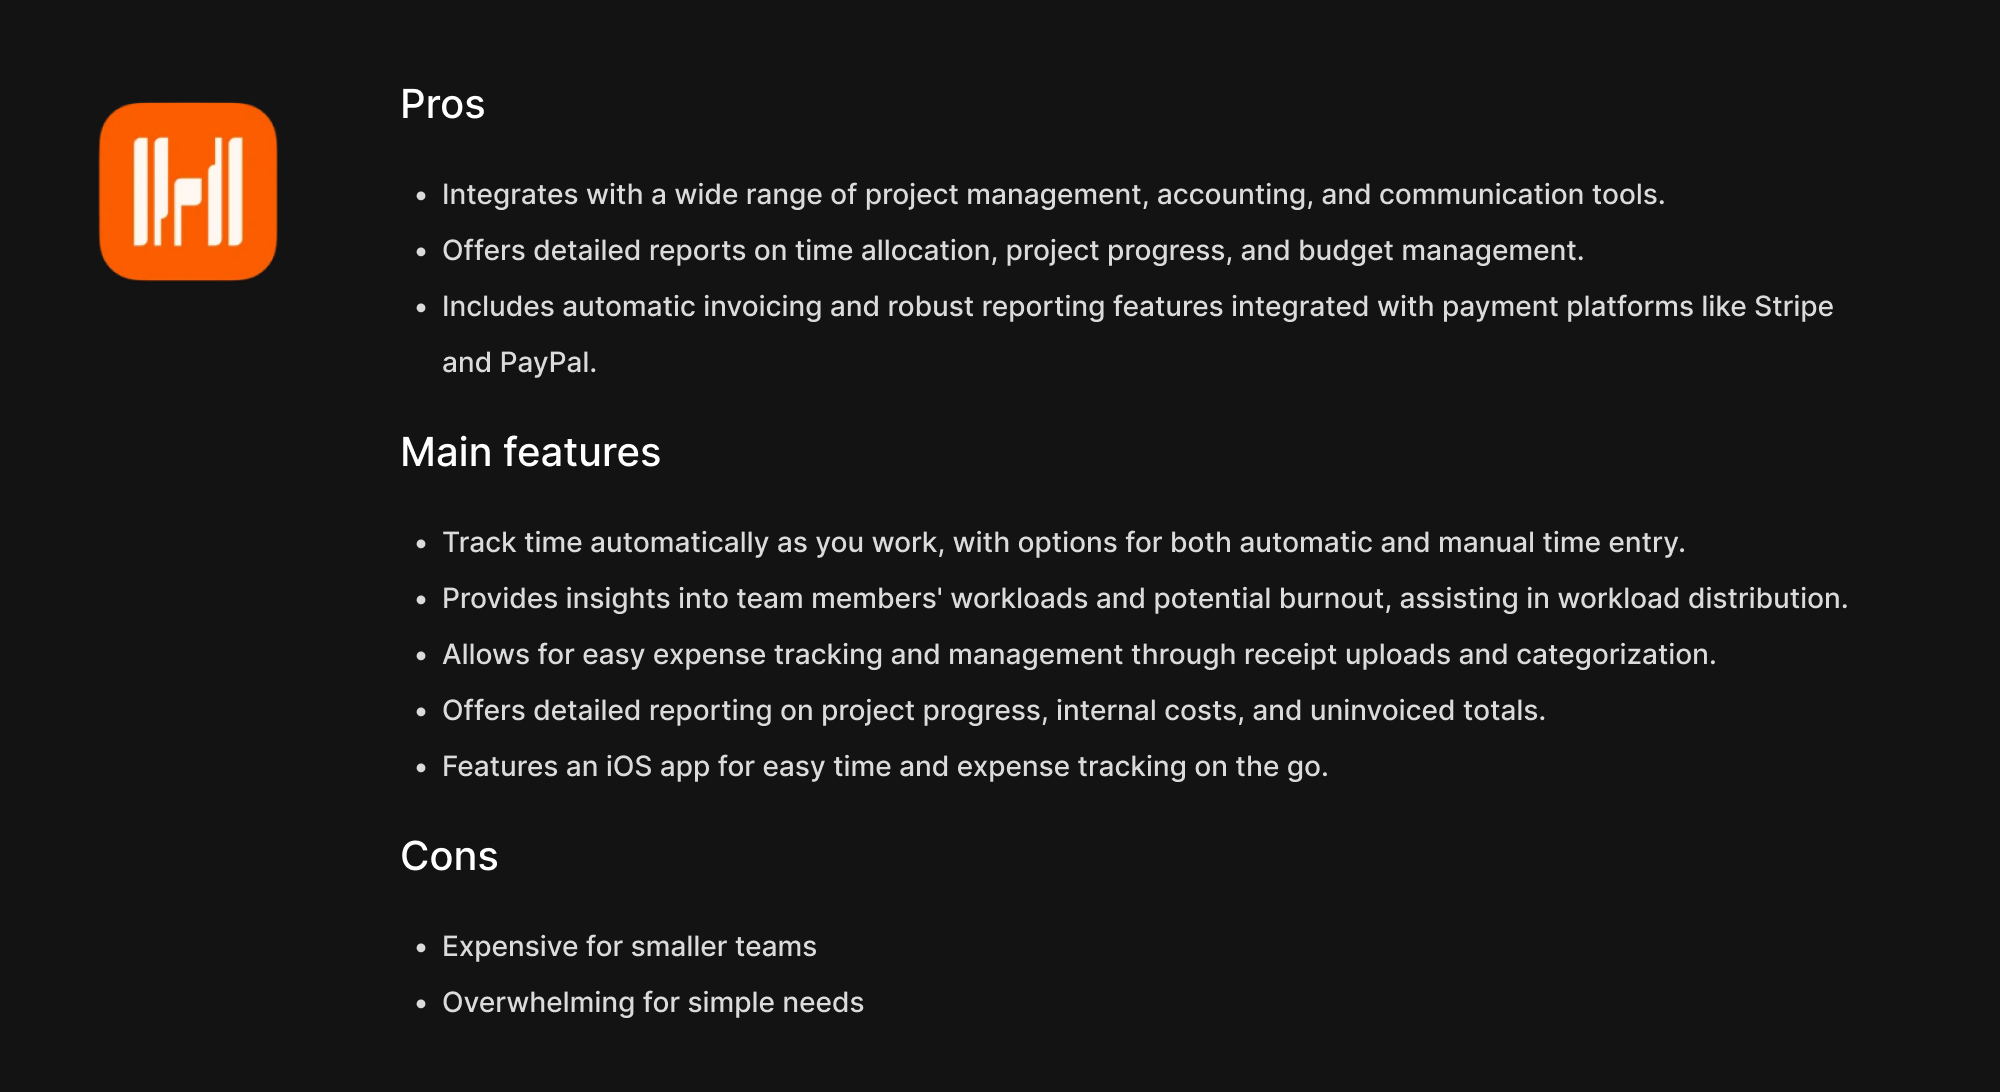 Pros
Integrates with a wide range of project management, accounting, and communication tools.
Offers detailed reports on time allocation, project progress, and budget management.
Includes automatic invoicing and robust reporting features integrated with payment platforms like Stripe
and PayPal.
Main features
Track time automatically as you work, with options for both automatic and manual time entry.
Provides insights into team members' workloads and potential burnout, assisting in workload distribution.
Allows for easy expense tracking and management through receipt uploads and categorization.
Offers detailed reporting on project progress, internal costs, and uninvoiced totals.
Features an iOS app for easy time and expense tracking on the go.
Cons
Expensive for smaller teams
Overwhelming for simple needs